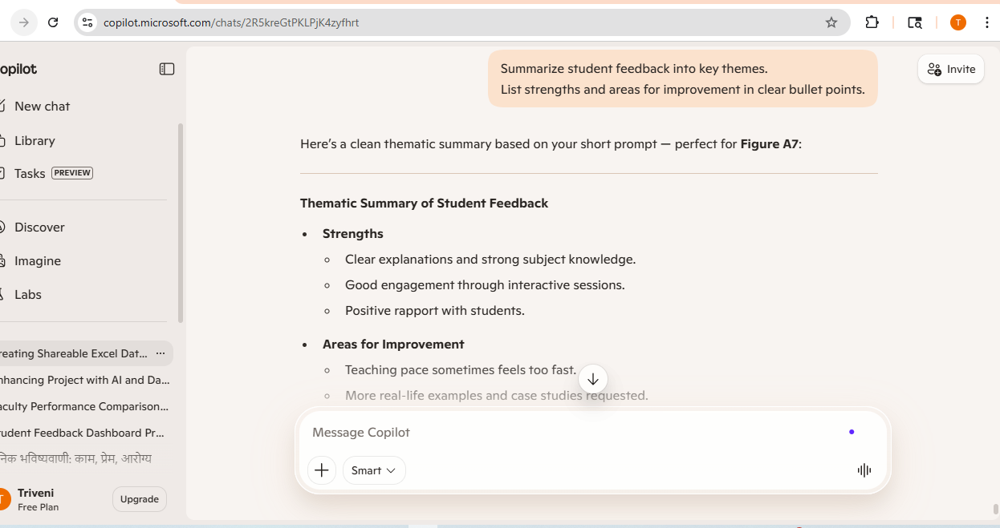 copilot.microsoft.com/chats/2R5kreGtPKLPjK4zyfhrt
T
opilot
New chat
Library
Tasks PREVIEW
Discover
Imagine
Labs
reating Shareable Excel Dat...
nhancing Project with AI and Da...
aculty Performance Comparison...
tudent Feedback Dashboard Pr...
निक भविष्यवाणी: काम, प्रेम, आरोग्य
Triveni
Free Plan
Upgrade
Summarize student feedback into key themes.
List strengths and areas for improvement in clear bullet points.
Invite
Here's a clean thematic summary based on your short prompt — perfect for Figure A7:
Thematic Summary of Student Feedback
• Strengths
◦ Clear explanations and strong subject knowledge.
◦ Good engagement through interactive sessions.
◦ Positive rapport with students.
• Areas for Improvement
◦ Teaching pace sometimes feels too fast.
◦ More real-life examples and case studies requested.
Message Copilot
Smart